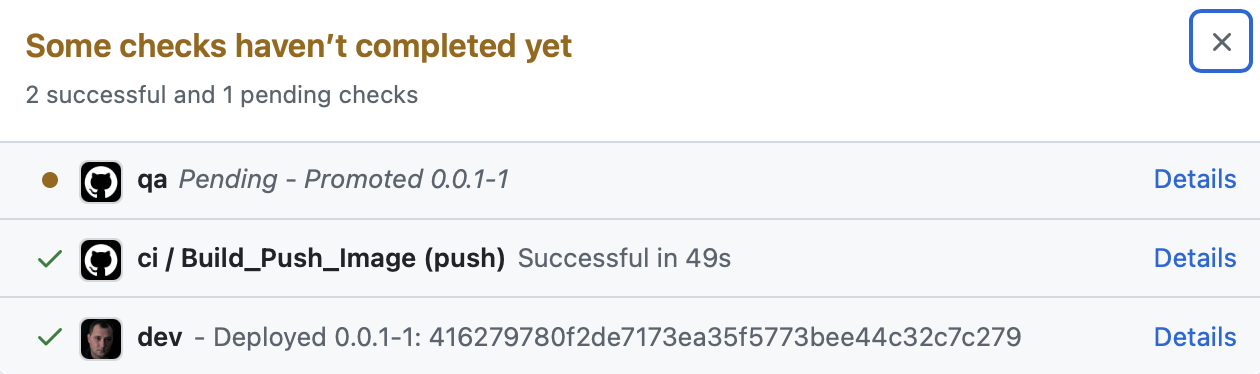 Some checks haven’t completed yet
2 successful and 1 pending checks
qa Pending - Promoted 0.0.1-1 Details
ci / Build_Push_Image (push) Successful in 49s Details
dev - Deployed 0.0.1-1: 416279780f2de7173ea35f5773bee44c32c7c279 Details